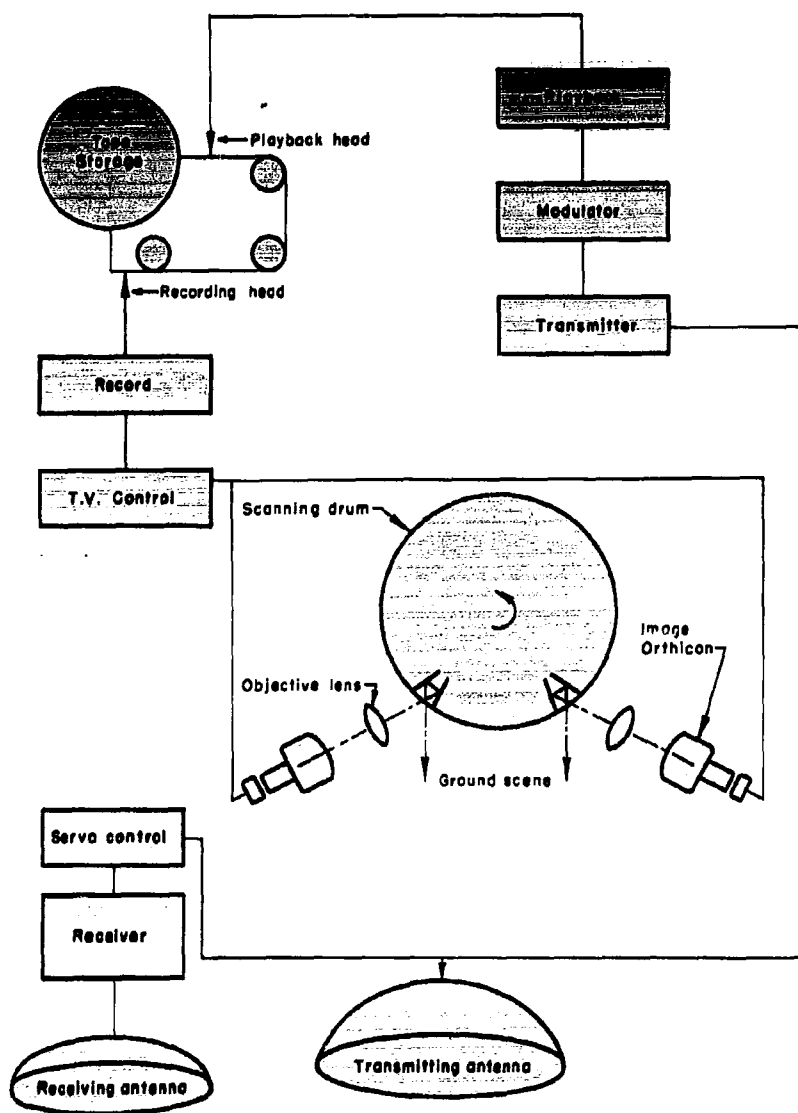 Playback
Tape
Storage
Playback head
Modulator
Recording head
Transmitter
Record
T.V. Control
Scanning drum
Image
Orthicon
Objective lens
Ground scene
Servo control
Receiver
Receiving antenna
Transmitting antenna